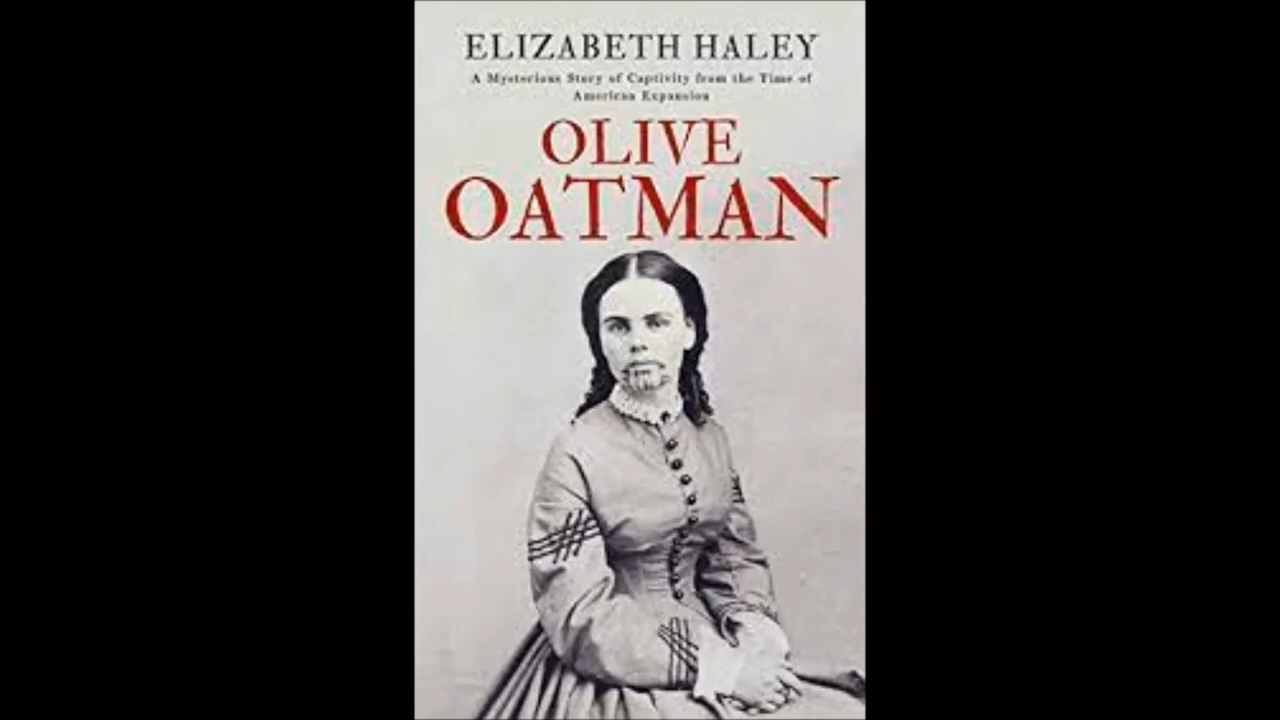 ELIZABETH HALEY
A Mysterious Story of Captivity from the Time of
American Expansion
OLIVE
OATMAN